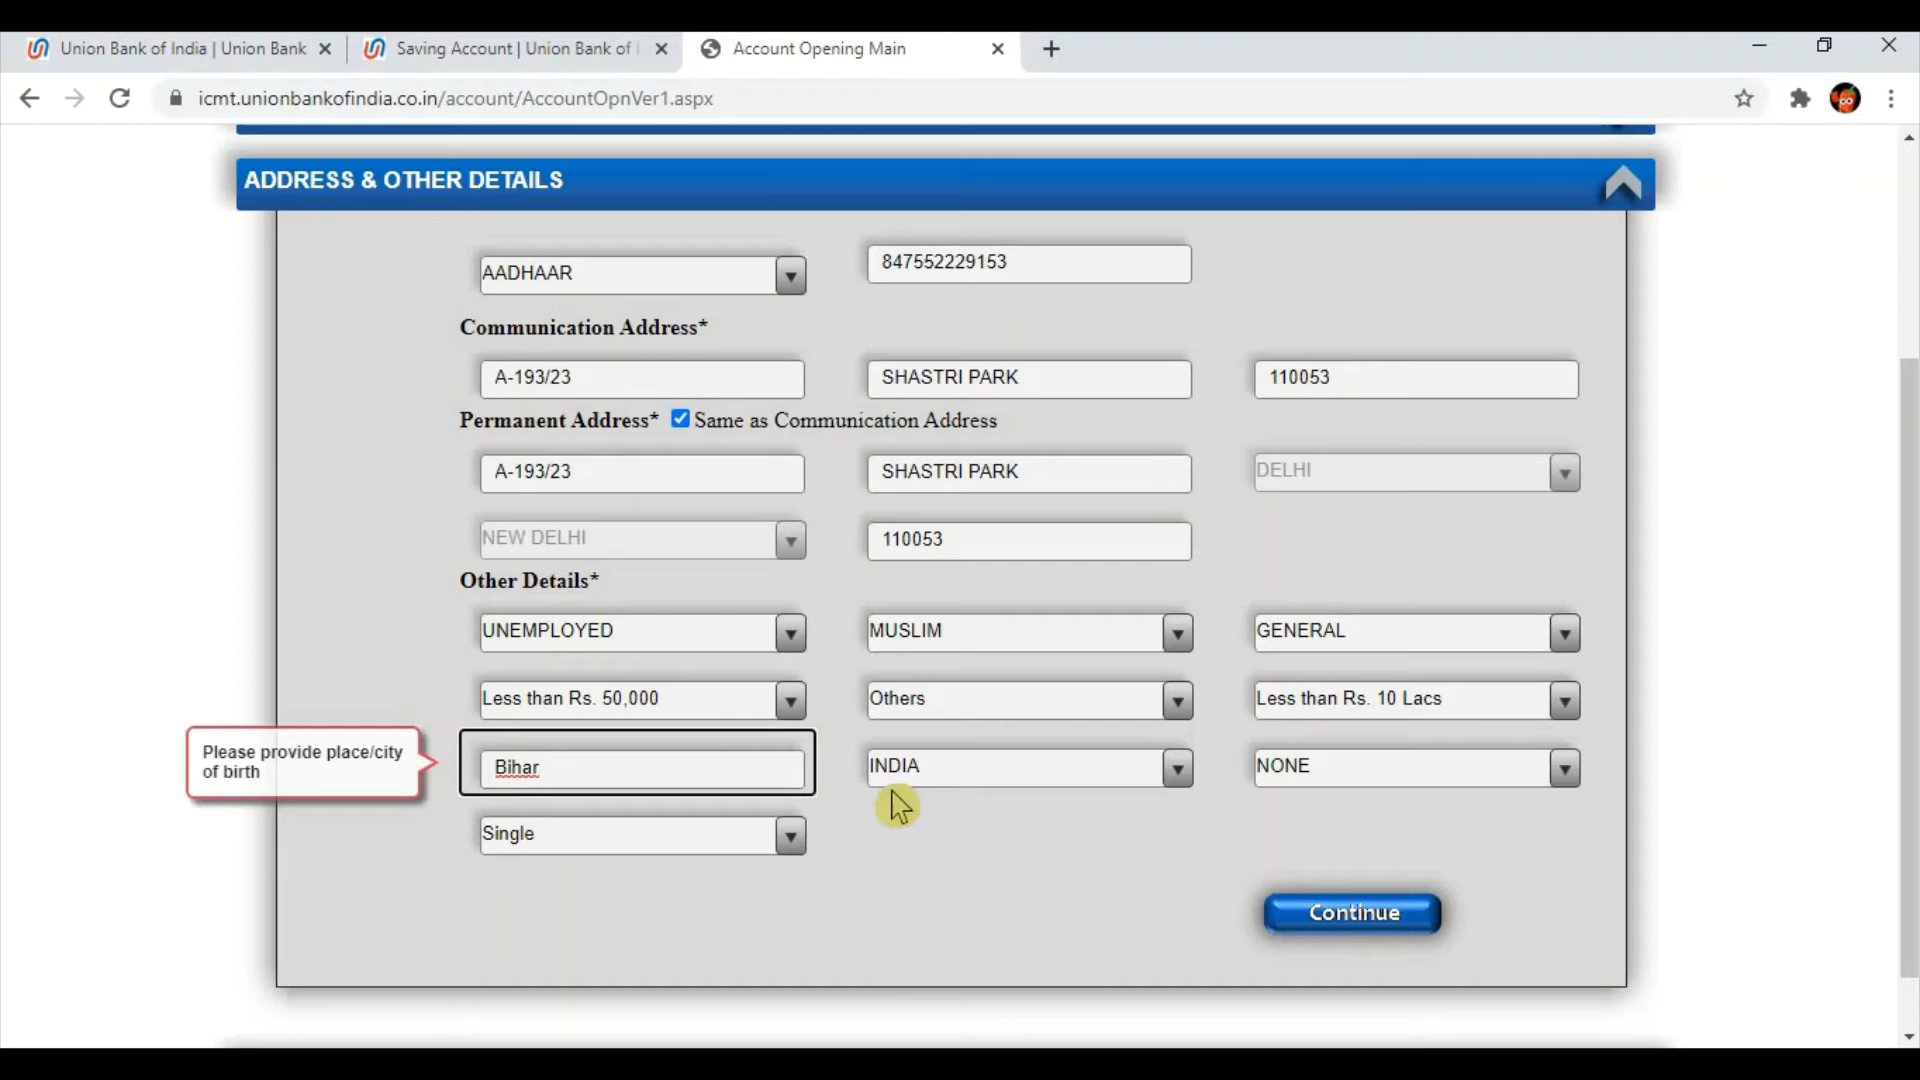 Union Bank of India | Union Bank
Saving Account | Union Bank of I
Account Opening Main
icmt.unionbankofindia.co.in/account/AccountOpnVer1.aspx
ADDRESS & OTHER DETAILS
AADHAAR 847552229153
Communication Address*
A-193/23 SHASTRI PARK 110053
Permanent Address* Same as Communication Address
A-193/23 SHASTRI PARK DELHI
NEW DELHI 110053
Other Details*
UNEMPLOYED MUSLIM GENERAL
Less than Rs. 50,000 Others Less than Rs. 10 Lacs
Please provide place/city
of birth
Bihar INDIA NONE
Single
Continue